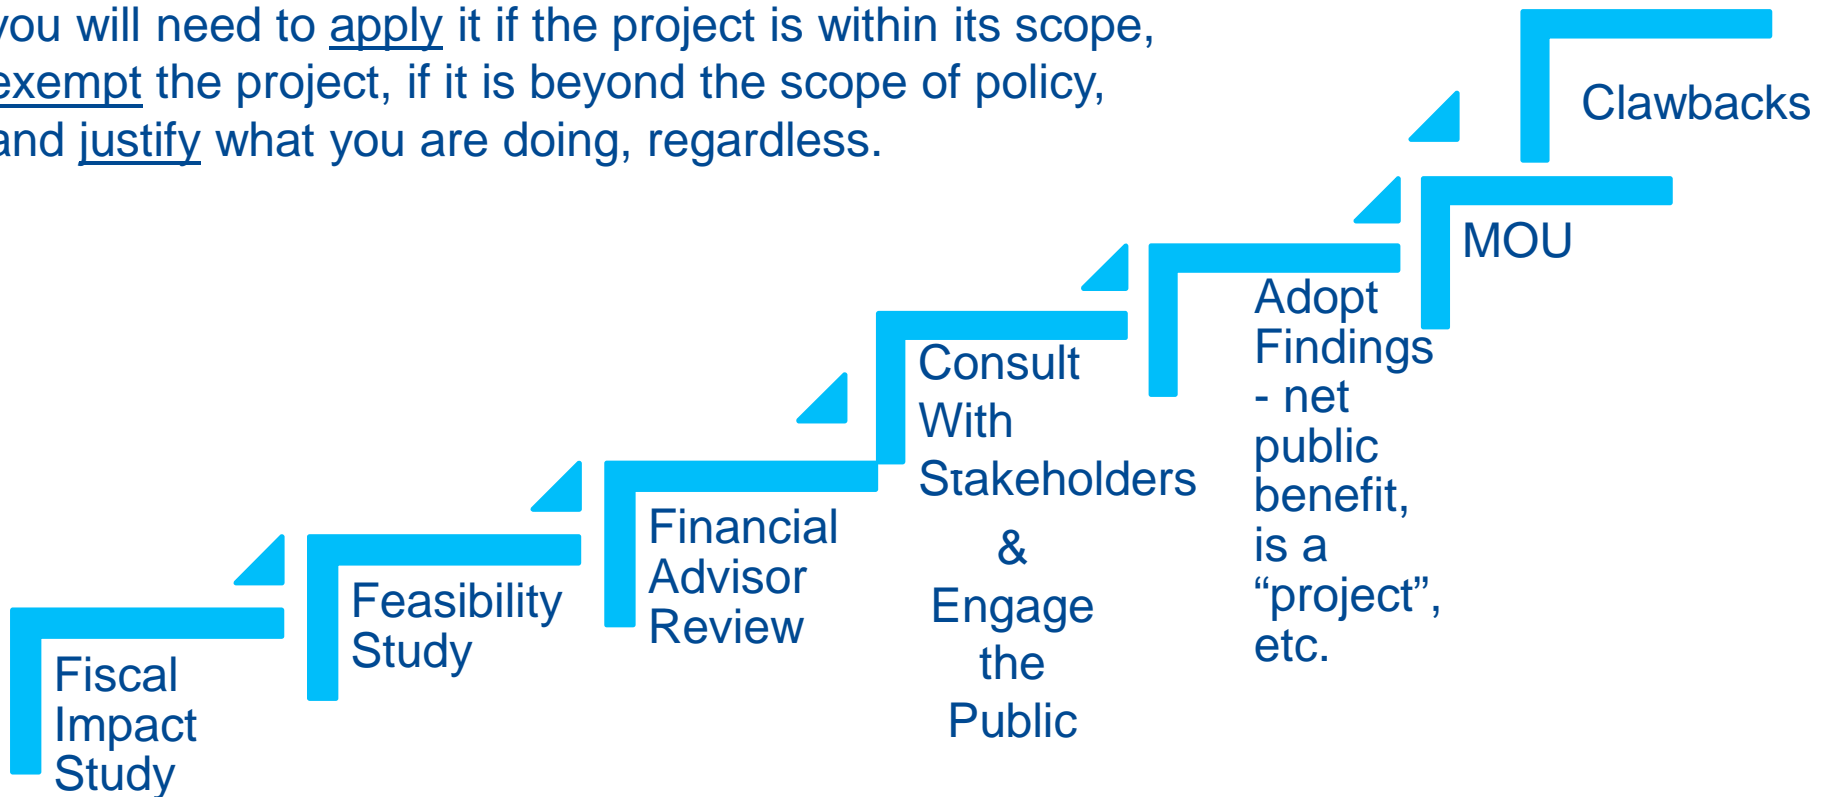 you will need to apply it if the project is within its scope,
exempt the project, if it is beyond the scope of policy,
and justify what you are doing, regardless.
Fiscal
Impact
Study
Feasibility
Study
Financial
Advisor
Review
Consult
With
Stakeholders
&
Engage
the
Public
Adopt
Findings
- net
public
benefit,
is a
“project”,
etc.
MOU
Clawbacks